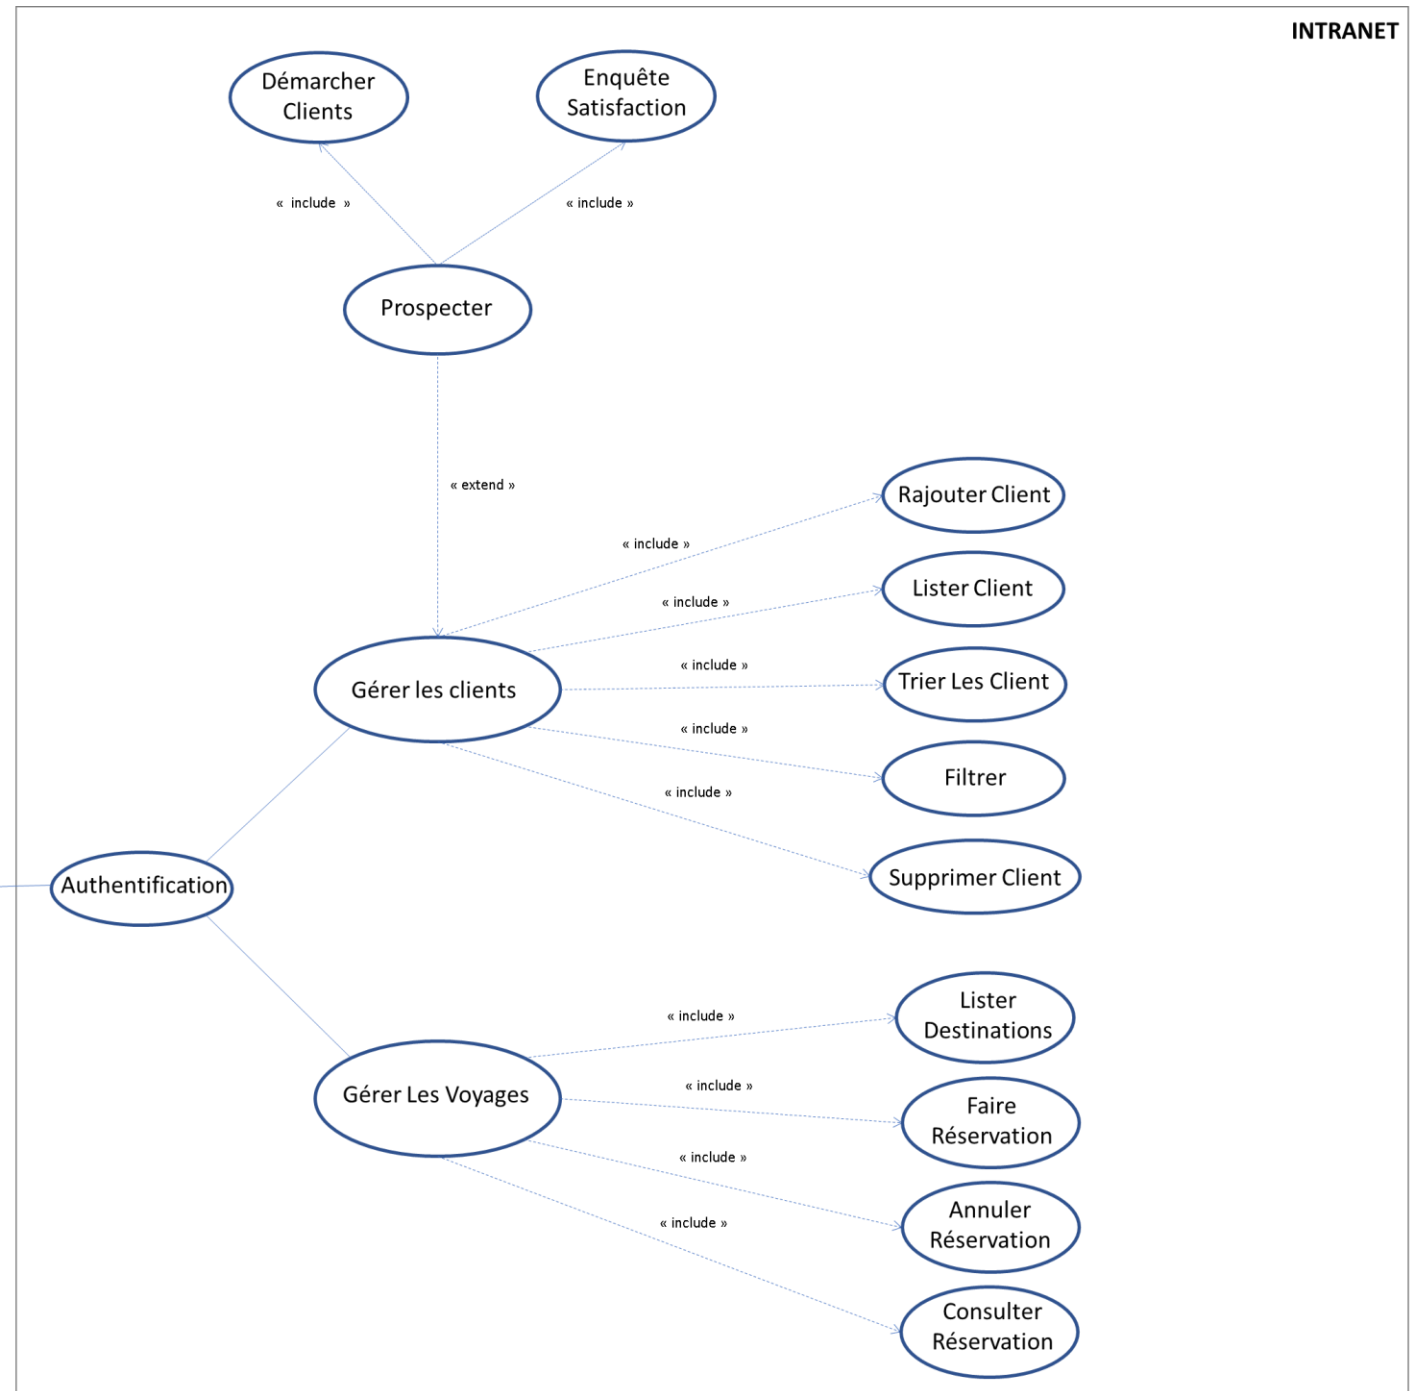 INTRANET
Démarcher
Clients
Enquête
Satisfaction
« include »
« include »
Prospecter
« extend »
Rajouter Client
« include »
Lister Client
« include »
Trier Les Client
« include »
Gérer les clients
« include »
Filtrer
« include »
Supprimer Client
Authentification
Lister
Destinations
« include »
Gérer Les Voyages
« include »
Faire
Réservation
« include »
Annuler
Réservation
« include »
Consulter
Réservation